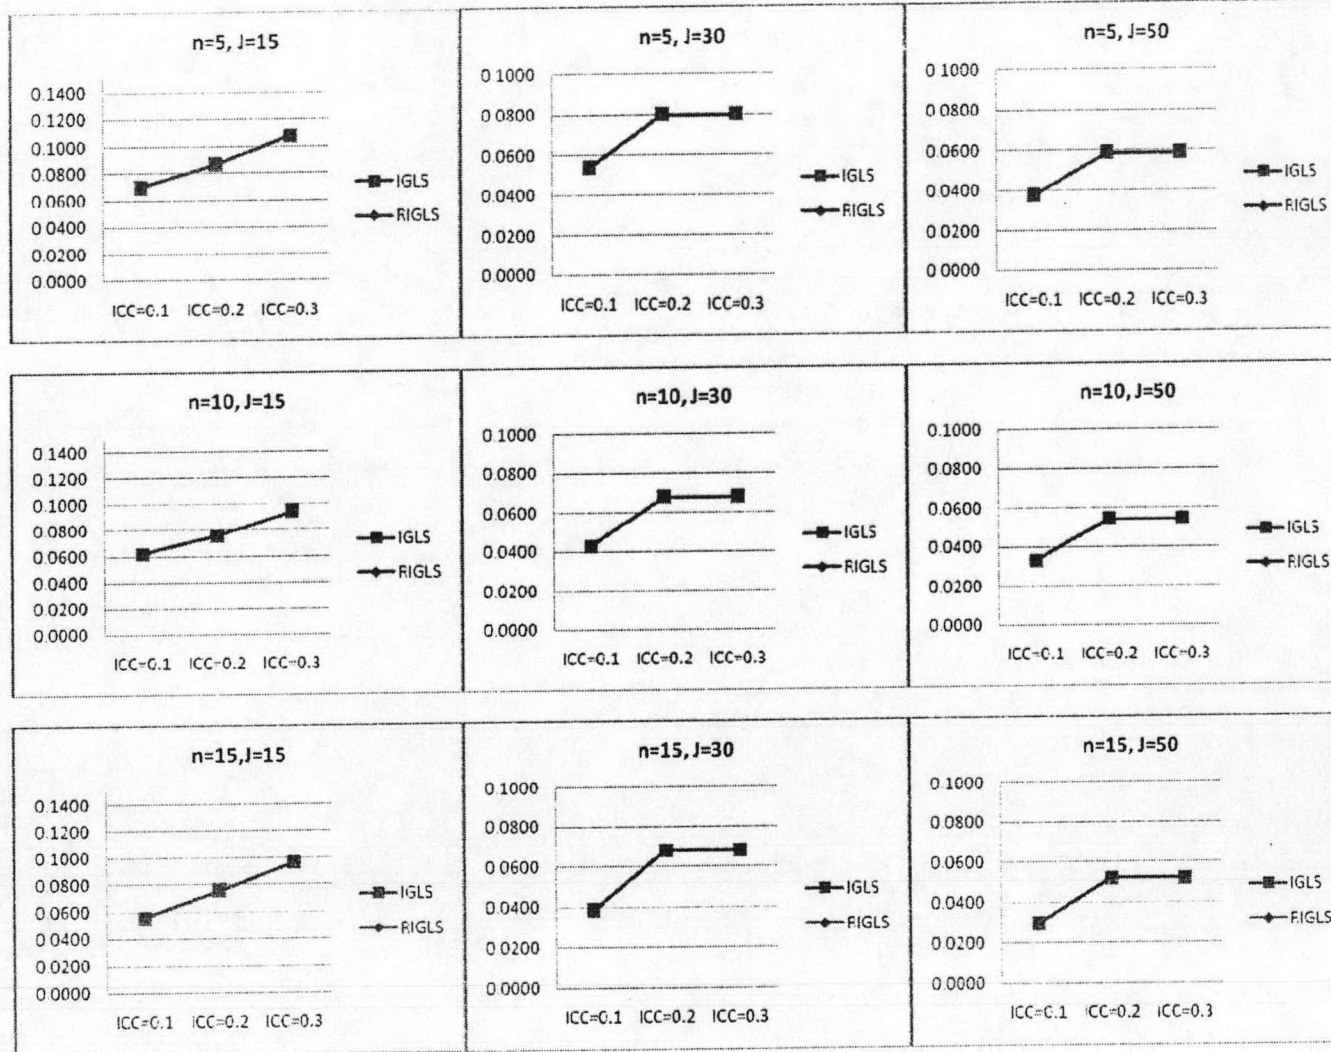 n=5, J=15
0.1400
0.1200
0.1000
0.0800
0.0600
0.0400
0.0200
0.0000
ICC=0.1 ICC=0.2 ICC=0.3
IGLS
RIGLS
n=5, J=30
0.1000
0.0800
0.0600
0.0400
0.0200
0.0000
ICC=0.1 ICC=0.2 ICC=0.3
IGLS
RIGLS
n=5, J=50
0.1000
0.0800
0.0600
0.0400
0.0200
0.0000
ICC=0.1 ICC=0.2 ICC=0.3
IGLS
RIGLS
n=10, J=15
0.1400
0.1200
0.1000
0.0800
0.0600
0.0400
0.0200
0.0000
ICC=0.1 ICC=0.2 ICC=0.3
IGLS
RIGLS
n=10, J=30
0.1000
0.0800
0.0600
0.0400
0.0200
0.0000
ICC=0.1 ICC=0.2 ICC=0.3
IGLS
RIGLS
n=10, J=50
0.1000
0.0800
0.0600
0.0400
0.0200
0.0000
ICC=0.1 ICC=0.2 ICC=0.3
IGLS
RIGLS
n=15, J=15
0.1400
0.1200
0.1000
0.0800
0.0600
0.0400
0.0200
0.0000
ICC=0.1 ICC=0.2 ICC=0.3
IGLS
RIGLS
n=15, J=30
0.1000
0.0800
0.0600
0.0400
0.0200
0.0000
ICC=0.1 ICC=0.2 ICC=0.3
IGLS
RIGLS
n=15, J=50
0.1000
0.0800
0.0600
0.0400
0.0200
0.0000
ICC=0.1 ICC=0.2 ICC=0.3
IGLS
RIGLS